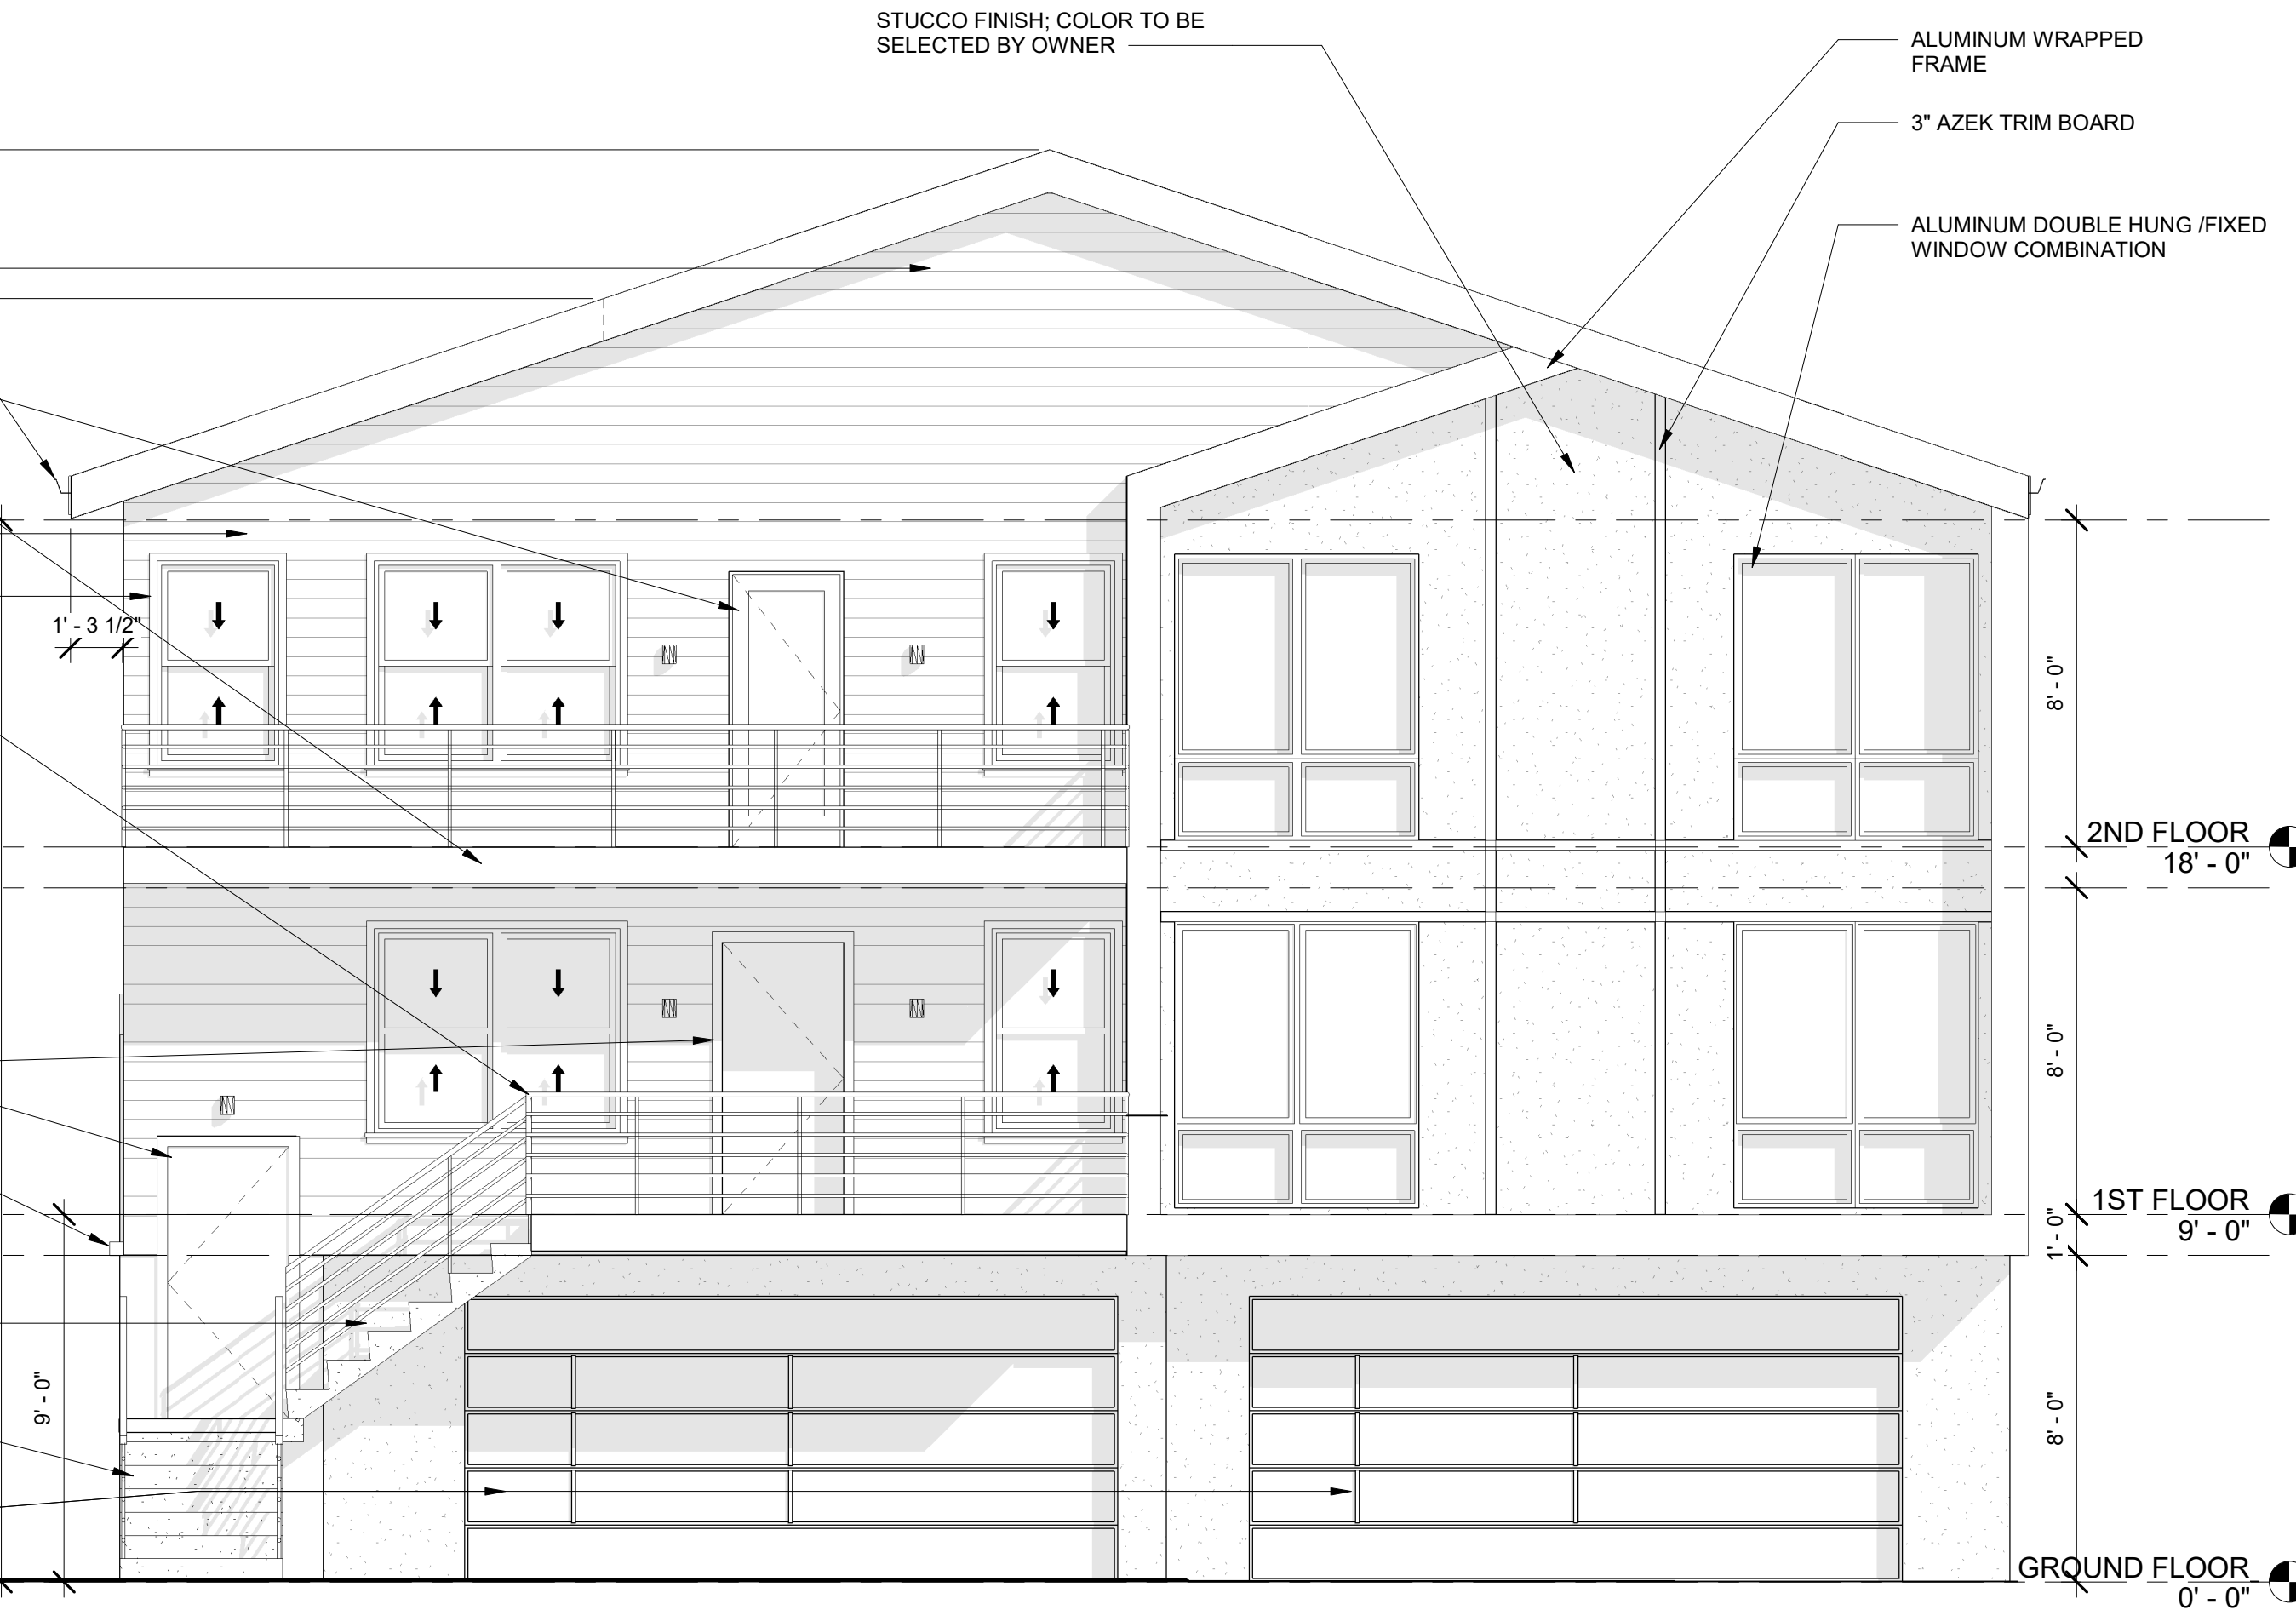 STUCCO FINISH; COLOR TO BE
SELECTED BY OWNER
ALUMINUM WRAPPED
FRAME
3" AZEK TRIM BOARD
ALUMINUM DOUBLE HUNG /FIXED
WINDOW COMBINATION
1' - 3 1/2"
8' - 0"
2ND FLOOR
18' - 0"
8' - 0"
1ST FLOOR
9' - 0"
1' - 0"
9' - 0"
8' - 0"
GROUND FLOOR
0' - 0"